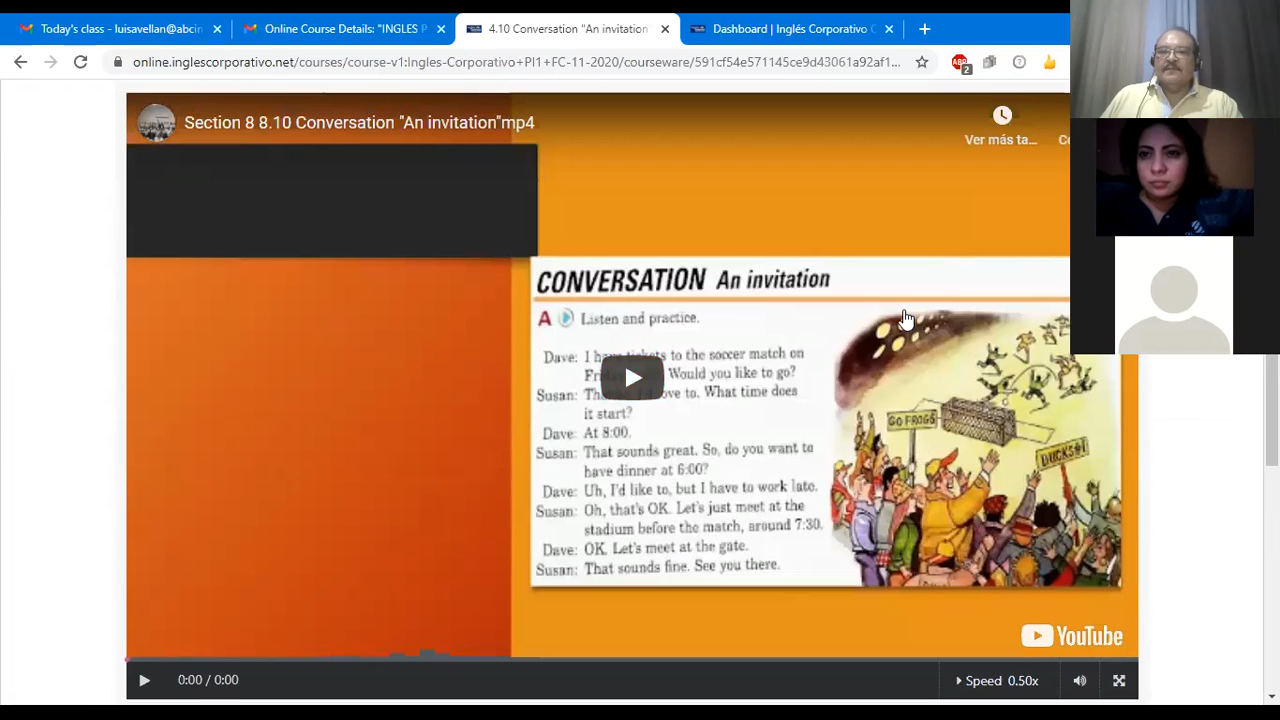 Today's class - luisavellan@abcin
Online Course Details: "INGLES P
4.10 Conversation "An invitation
Dashboard | Inglés Corporativo C
online.inglescorporativo.net/courses/course-v1:Ingles-Corporativo+PI1+FC-11-2020/courseware/591cf54e571145ce9d43061a92af1...
ABP
2
Section 8 8.10 Conversation "An invitation"mp4
Ver más ta...
CONVERSATION An invitation
A Listen and practice.
Dave: I have tickets to the soccer match on
Would you like to go?
Susan: love to. What time does
it start?
Dave: At 8:00.
Susan: That sounds great. So, do you want to
have dinner at 6:00?
Dave: Uh, I'd like to, but I have to work late.
Susan: Oh, that's OK. Let's just meet at the
stadium before the match, around 7:30.
Dave: OK. Let's meet at the gate.
Susan: That sounds fine. See you there.
GO FROGS
DUCKS #1
YouTube
0:00 / 0:00
Speed 0.50x